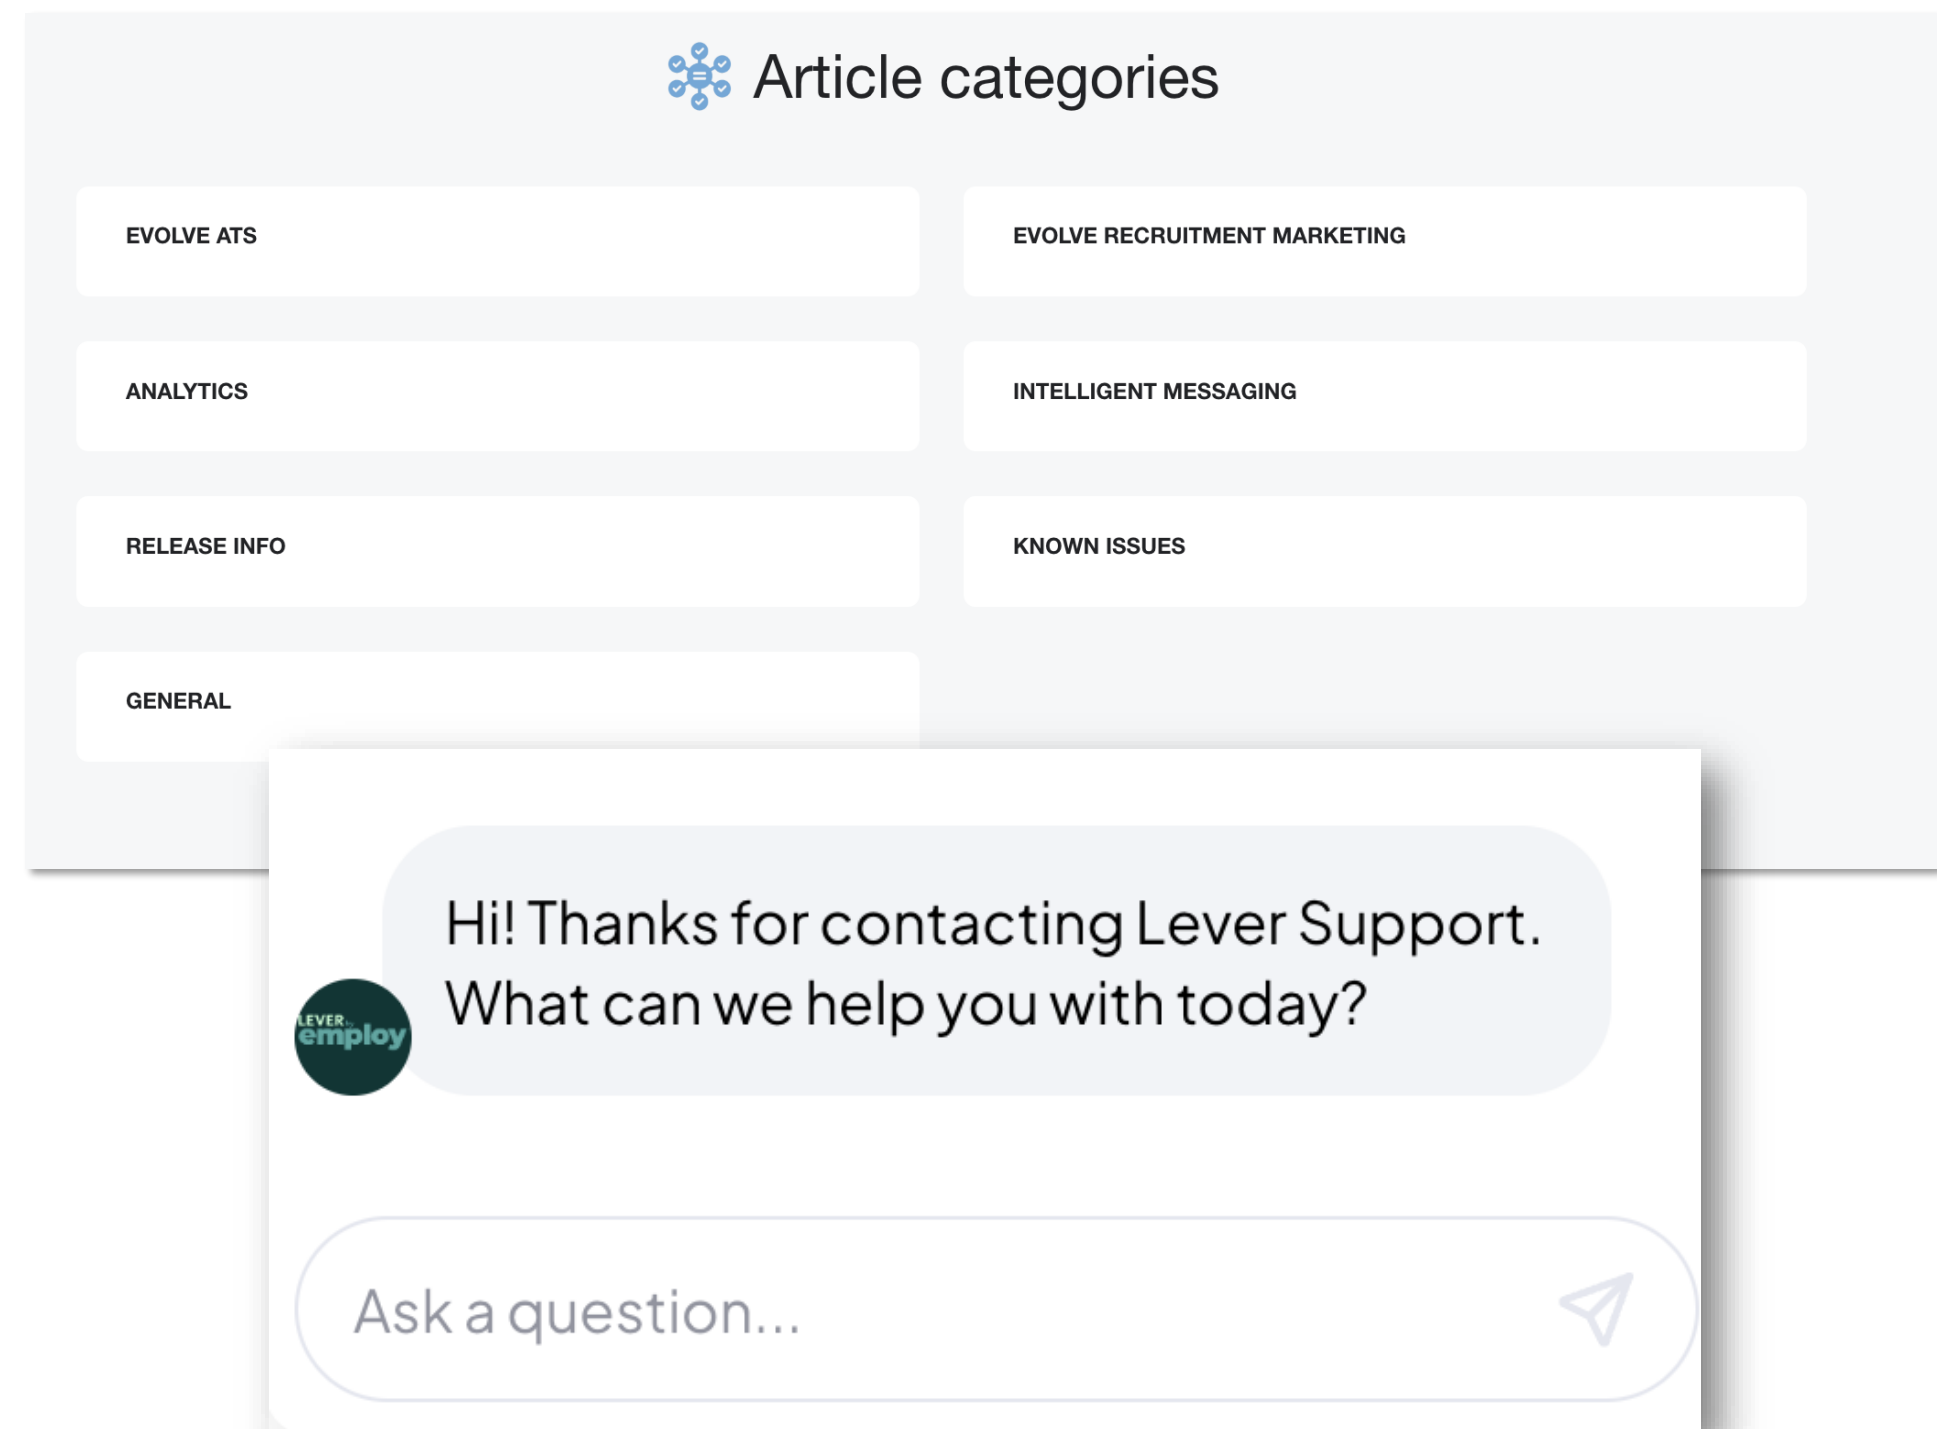 Article categories
EVOLVE ATS
EVOLVE RECRUITMENT MARKETING
ANALYTICS
INTELLIGENT MESSAGING
RELEASE INFO
KNOWN ISSUES
GENERAL
Hi! Thanks for contacting Lever Support.
What can we help you with today?
LEVER
employ
Ask a question...